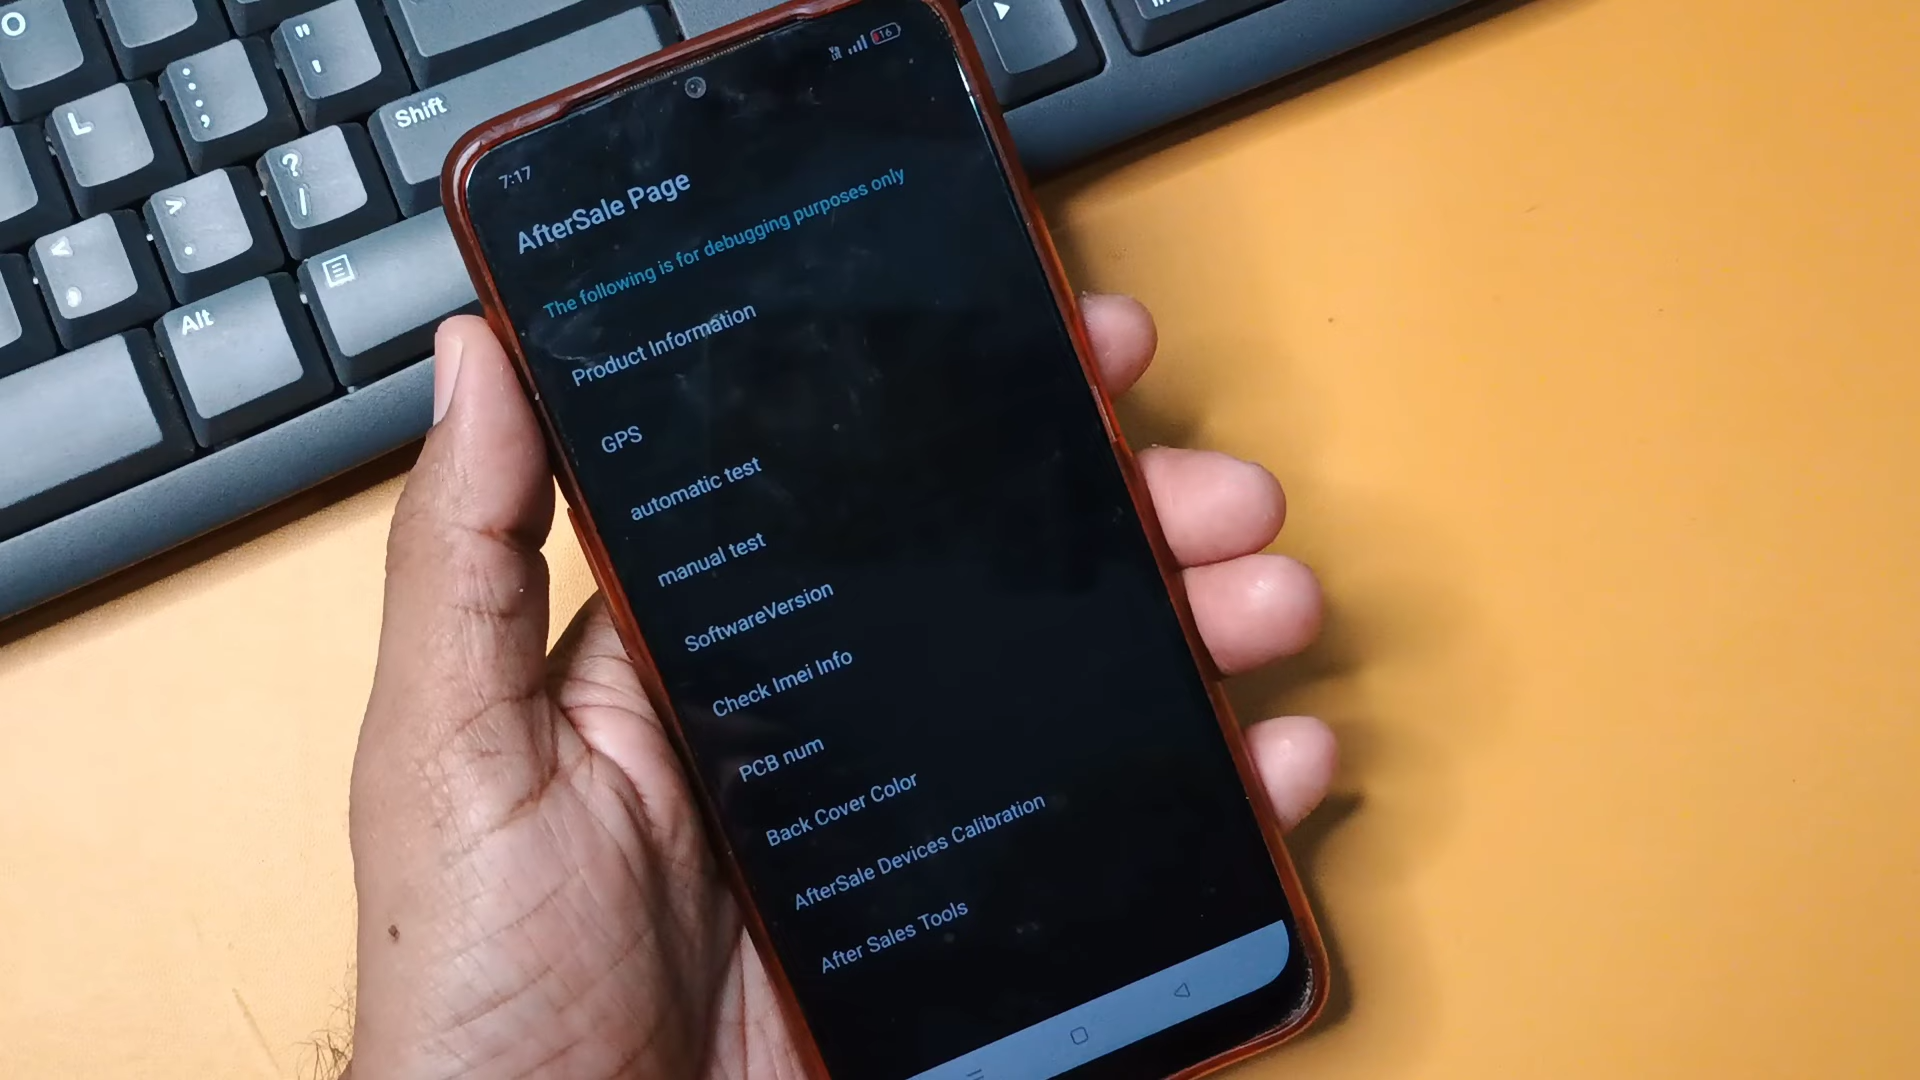 O
"
'
:
;
L
Shift
?
/
>
.
<
Alt
16
7:17
AfterSale Page
The following is for debugging purposes only
Product Information
GPS
automatic test
manual test
SoftwareVersion
Check Imei Info
PCB num
Back Cover Color
AfterSale Devices Calibration
After Sales Tools